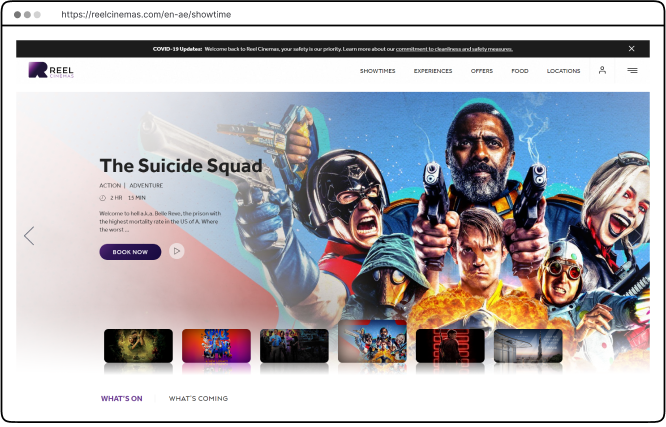 https://reelcinemas.com/en-ae/showtime
COVID-19 Updates: Welcome back to Reel Cinemas, your safety is our priority. Learn more about our commitment to cleanliness and safety measures.
REEL
CINEMAS
SHOWTIMES EXPERIENCES OFFERS FOOD LOCATIONS
The Suicide Squad
ACTION | ADVENTURE
2 HR 15 MIN
Welcome to hell a.k.a. Belle Reve, the prison with
the highest mortality rate in the US of A. Where
the worst ...
BOOK NOW
WHAT'S ON WHAT'S COMING